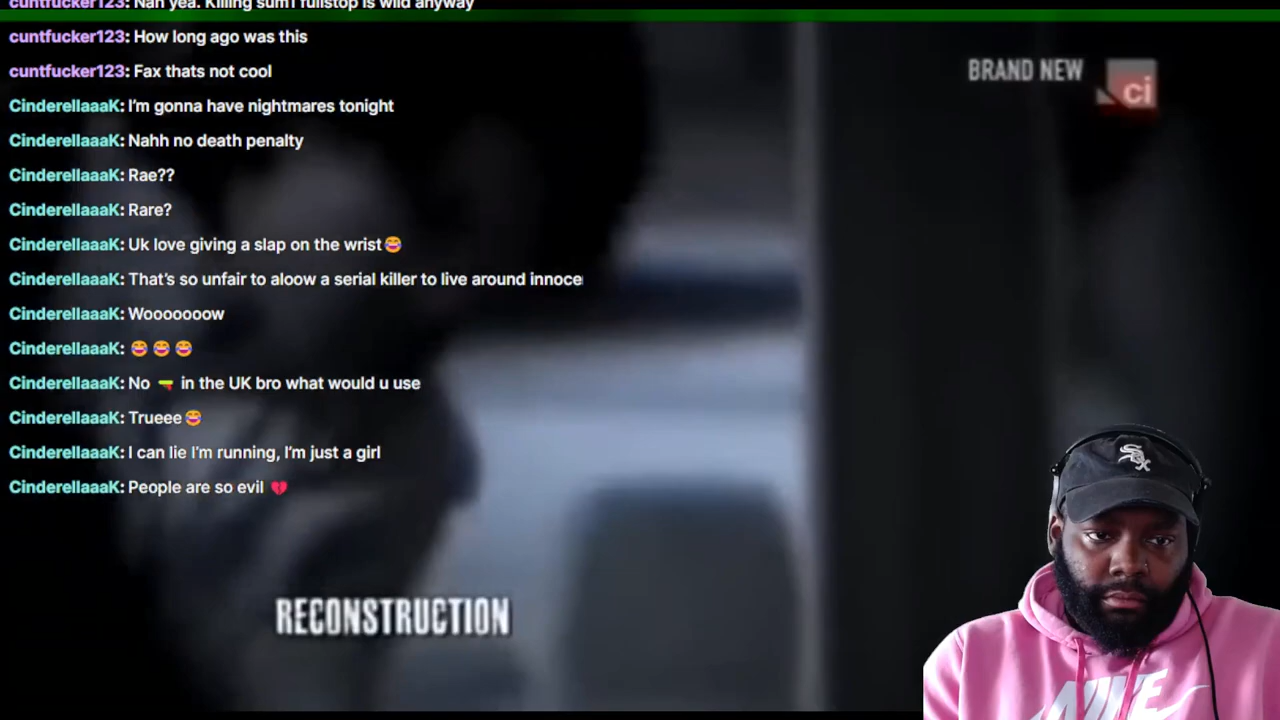 cuntfucker123: Nah yea. Killing sum1 fullstop is wild anyway
cuntfucker123: How long ago was this
cuntfucker123: Fax thats not cool
CinderellaaaK: I'm gonna have nightmares tonight
CinderellaaaK: Nahh no death penalty
CinderellaaaK: Rae??
CinderellaaaK: Rare?
CinderellaaaK: Uk love giving a slap on the wrist😂
CinderellaaaK: That's so unfair to aloow a serial killer to live around innoce
CinderellaaaK: Wooooooow
CinderellaaaK: 😂 😂 😂
CinderellaaaK: No 🔫 in the UK bro what would u use
CinderellaaaK: Trueee😂
CinderellaaaK: I can lie I'm running, I'm just a girl
CinderellaaaK: People are so evil 💔
BRAND NEW ci
Sox
RECONSTRUCTION
NIKE